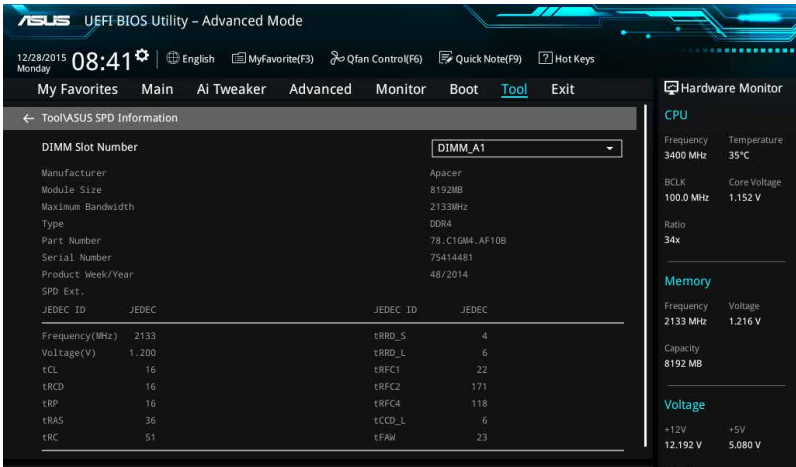 ASUS UEFI BIOS Utility – Advanced Mode
12/28/2015 Monday 08:41 English MyFavorite(F3) Qfan Control(F6) Quick Note(F9) ? Hot Keys
My Favorites Main Ai Tweaker Advanced Monitor Boot Tool Exit
← Tool\ASUS SPD Information
DIMM Slot Number DIMM_A1
Manufacturer Apacer
Module Size 8192MB
Maximum Bandwidth 2133MHz
Type DDR4
Part Number 78.C1GM4.AF10B
Serial Number 75414481
Product Week/Year 48/2014
SPD Ext.
JEDEC ID JEDEC JEDEC ID JEDEC
Frequency(MHz) 2133 tRRD_S 4
Voltage(V) 1.200 tRRD_L 6
tCL 16 tRFC1 22
tRCD 16 tRFC2 171
tRP 16 tRFC4 118
tRAS 36 tCCD_L 6
tRC 51 tFAW 23
Hardware Monitor
CPU
Frequency Temperature
3400 MHz 35°C
BCLK Core Voltage
100.0 MHz 1.152 V
Ratio
34x
Memory
Frequency Voltage
2133 MHz 1.216 V
Capacity
8192 MB
Voltage
+12V +5V
12.192 V 5.080 V